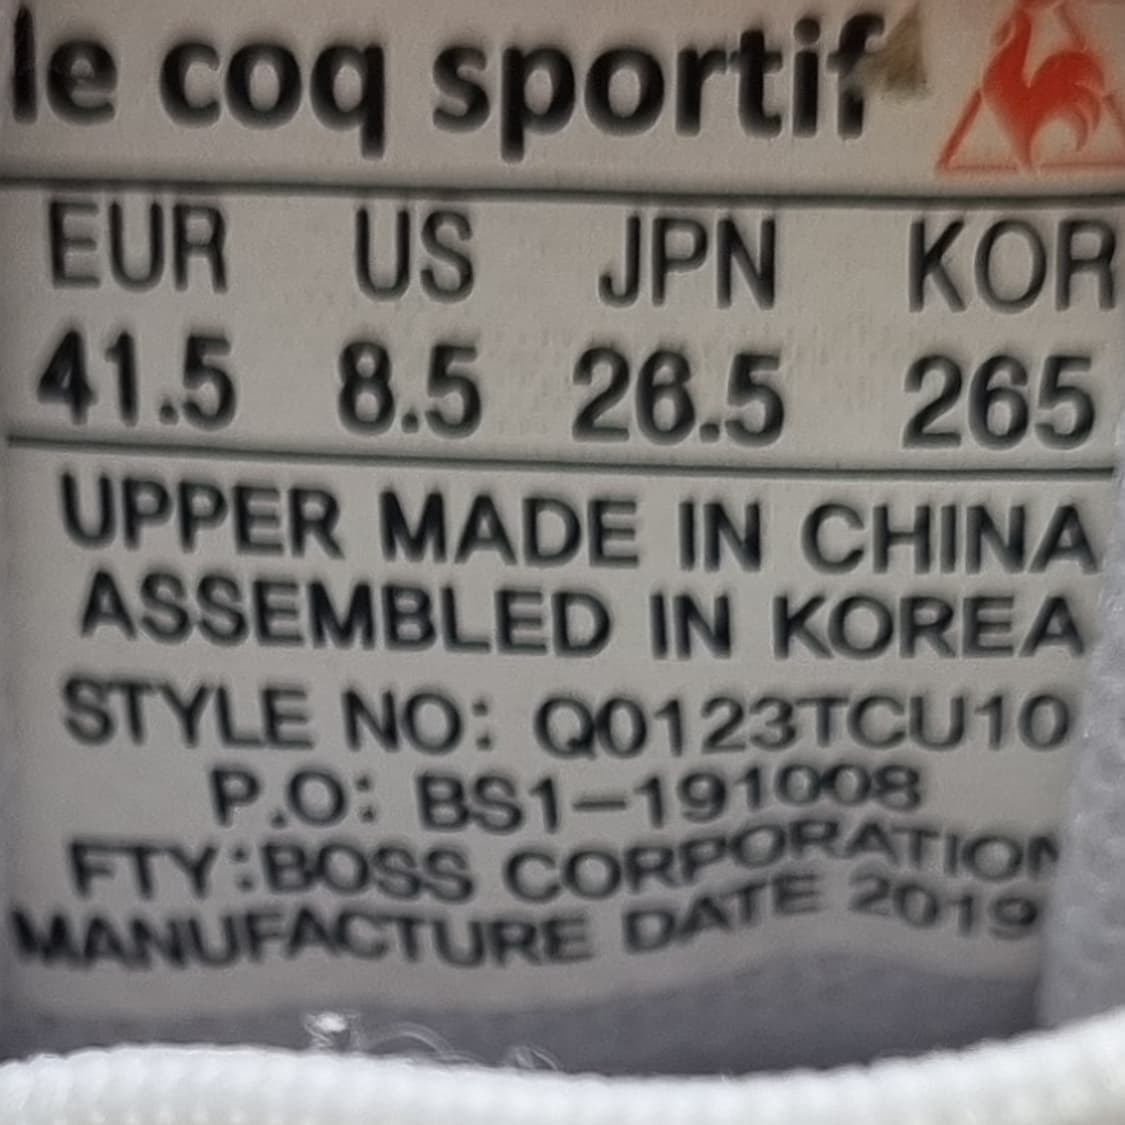 le coq sportif
EUR US JPN KOR
41.5 8.5 26.5 265
UPPER MADE IN CHINA
ASSEMBLED IN KOREA
STYLE NO: Q0123TCU10
P.O: BS1-191008
FTY:BOSS CORPORATION
MANUFACTURE DATE 2019